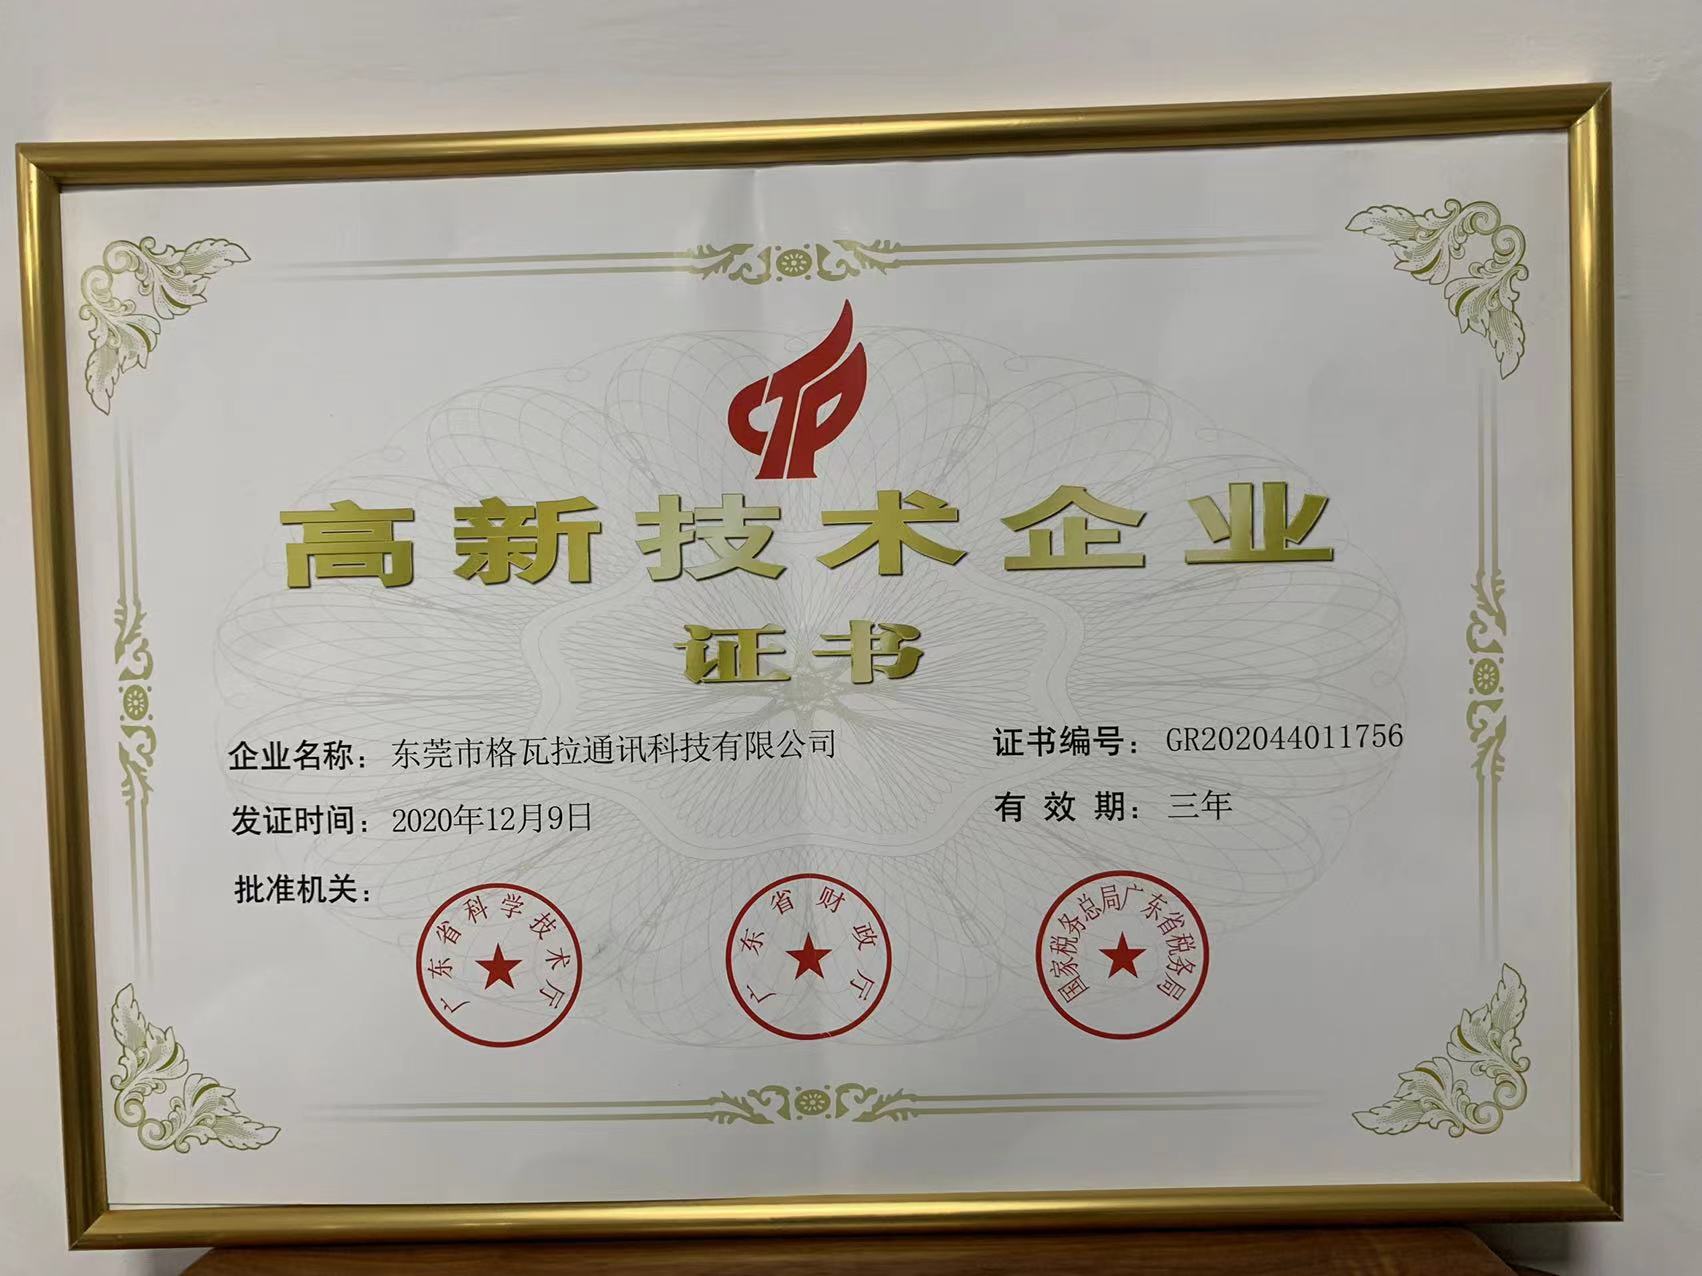 CTP
高新技术企业
证书
企业名称：东莞市格瓦拉通讯科技有限公司
证书编号：GR202044011756
发证时间：2020年12月9日
有效期：三年
批准机关：
广东省科学技术厅
广东省财政厅
国家税务总局广东省税务局